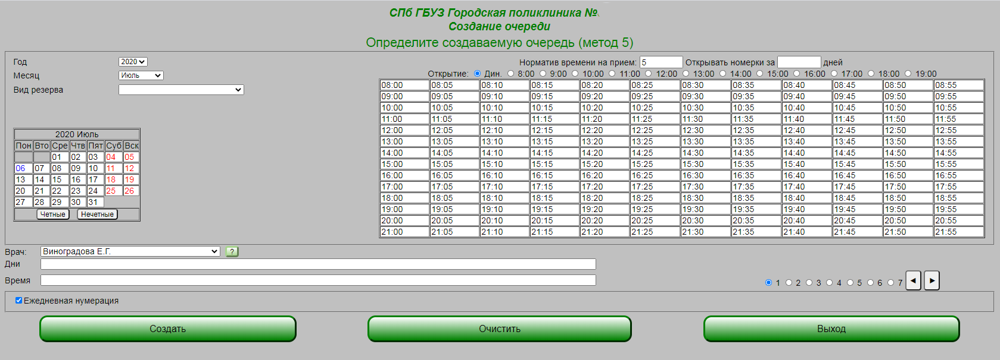 СПб ГБУЗ Городская поликлиника №
Создание очереди
Определите создаваемую очередь (метод 5)
Год 2020
Месяц Июль
Вид резерва
Норматив времени на прием: 5 Открывать номерки за дней
Открытие: Дин. 8:00 9:00 10:00 11:00 12:00 13:00 14:00 15:00 16:00 17:00 18:00 19:00
08:00 08:05 08:10 08:15 08:20 08:25 08:30 08:35 08:40 08:45 08:50 08:55
09:00 09:05 09:10 09:15 09:20 09:25 09:30 09:35 09:40 09:45 09:50 09:55
10:00 10:05 10:10 10:15 10:20 10:25 10:30 10:35 10:40 10:45 10:50 10:55
11:00 11:05 11:10 11:15 11:20 11:25 11:30 11:35 11:40 11:45 11:50 11:55
12:00 12:05 12:10 12:15 12:20 12:25 12:30 12:35 12:40 12:45 12:50 12:55
13:00 13:05 13:10 13:15 13:20 13:25 13:30 13:35 13:40 13:45 13:50 13:55
14:00 14:05 14:10 14:15 14:20 14:25 14:30 14:35 14:40 14:45 14:50 14:55
15:00 15:05 15:10 15:15 15:20 15:25 15:30 15:35 15:40 15:45 15:50 15:55
16:00 16:05 16:10 16:15 16:20 16:25 16:30 16:35 16:40 16:45 16:50 16:55
17:00 17:05 17:10 17:15 17:20 17:25 17:30 17:35 17:40 17:45 17:50 17:55
18:00 18:05 18:10 18:15 18:20 18:25 18:30 18:35 18:40 18:45 18:50 18:55
19:00 19:05 19:10 19:15 19:20 19:25 19:30 19:35 19:40 19:45 19:50 19:55
20:00 20:05 20:10 20:15 20:20 20:25 20:30 20:35 20:40 20:45 20:50 20:55
21:00 21:05 21:10 21:15 21:20 21:25 21:30 21:35 21:40 21:45 21:50 21:55
2020 Июль
Пон Вто Сре Чтв Пят Суб Вск
01 02 03 04 05
06 07 08 09 10 11 12
13 14 15 16 17 18 19
20 21 22 23 24 25 26
27 28 29 30 31
Четные Нечетные
Врач: Виноградова Е.Г. ?
Дни
Время
1 2 3 4 5 6 7 ◄ ►
Ежедневная нумерация
Создать Очистить Выход